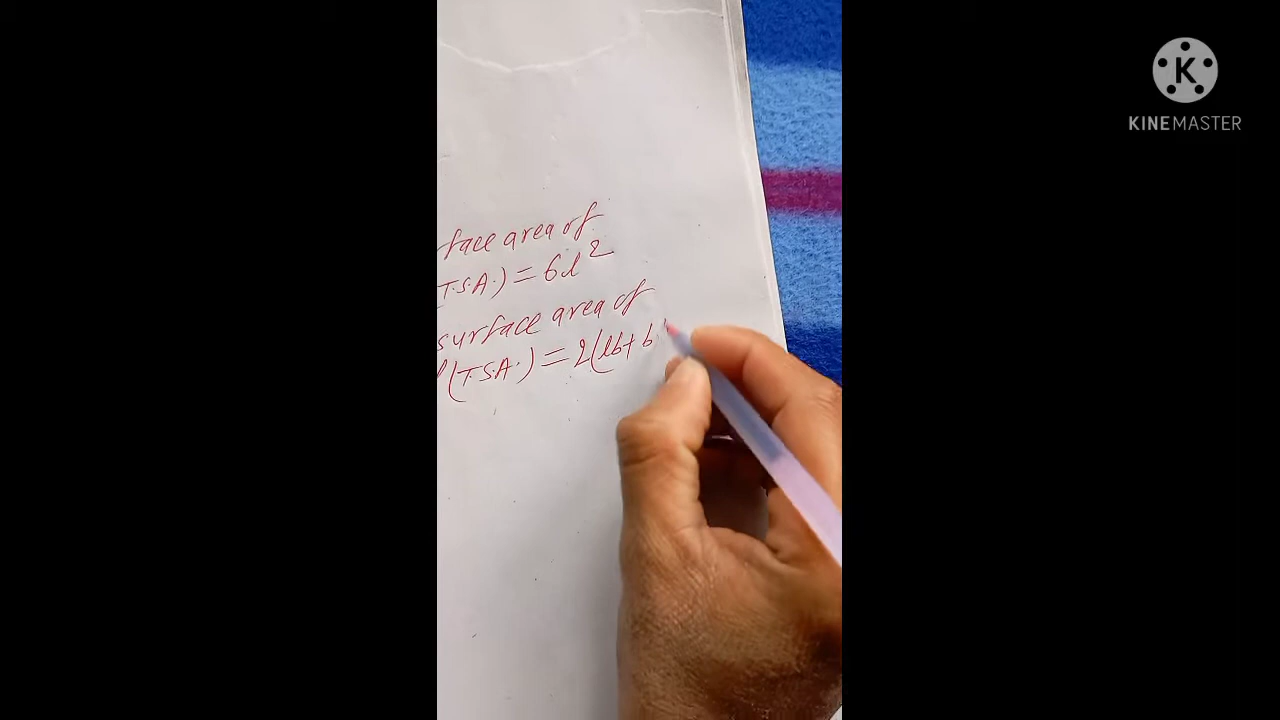 face area of
T.S.A.) = 6l²
surface area of
(T.S.A.) = 2(lb+b
KINEMASTER